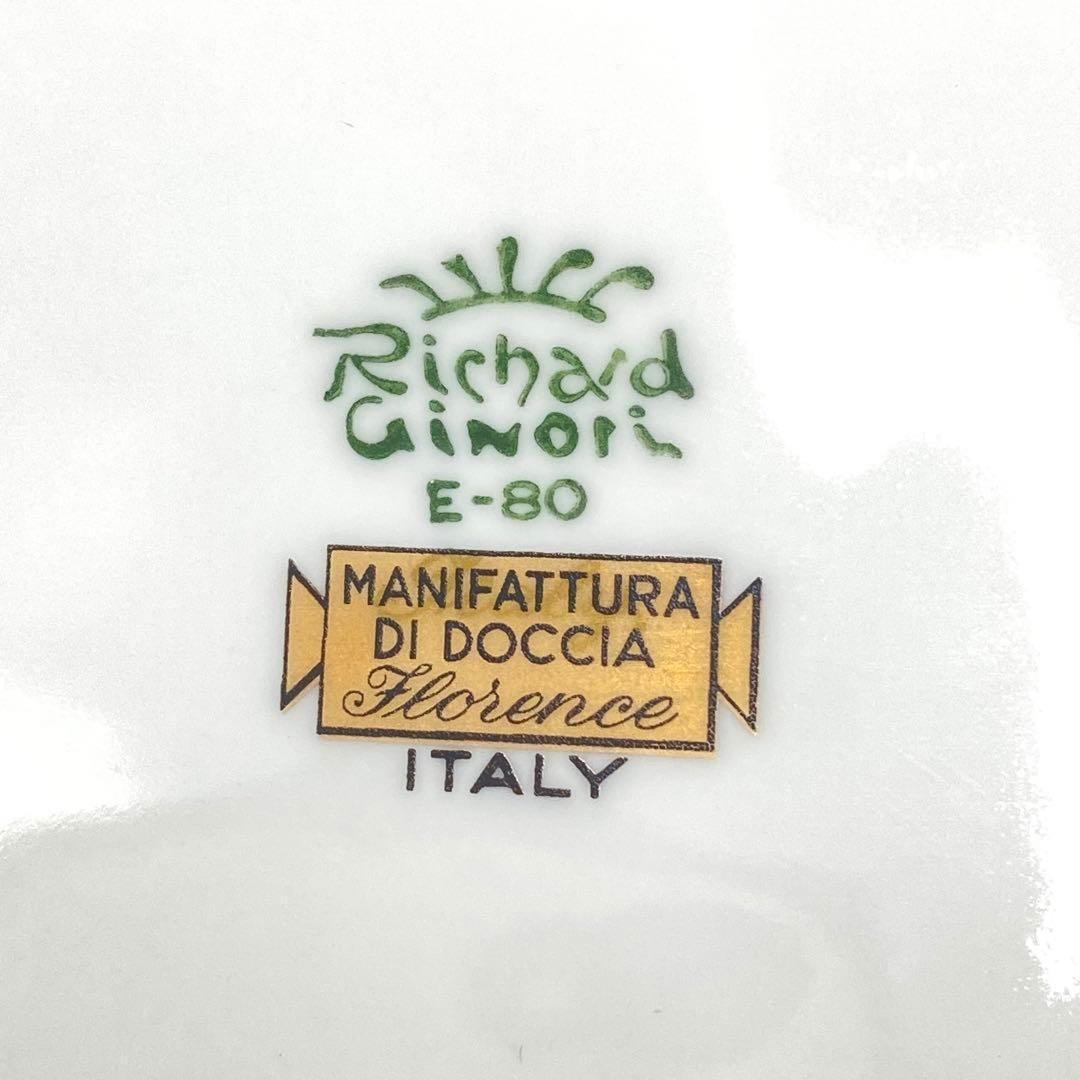 Richard
Ginori
E-80
MANIFATTURA
DI DOCCIA
Florence
ITALY